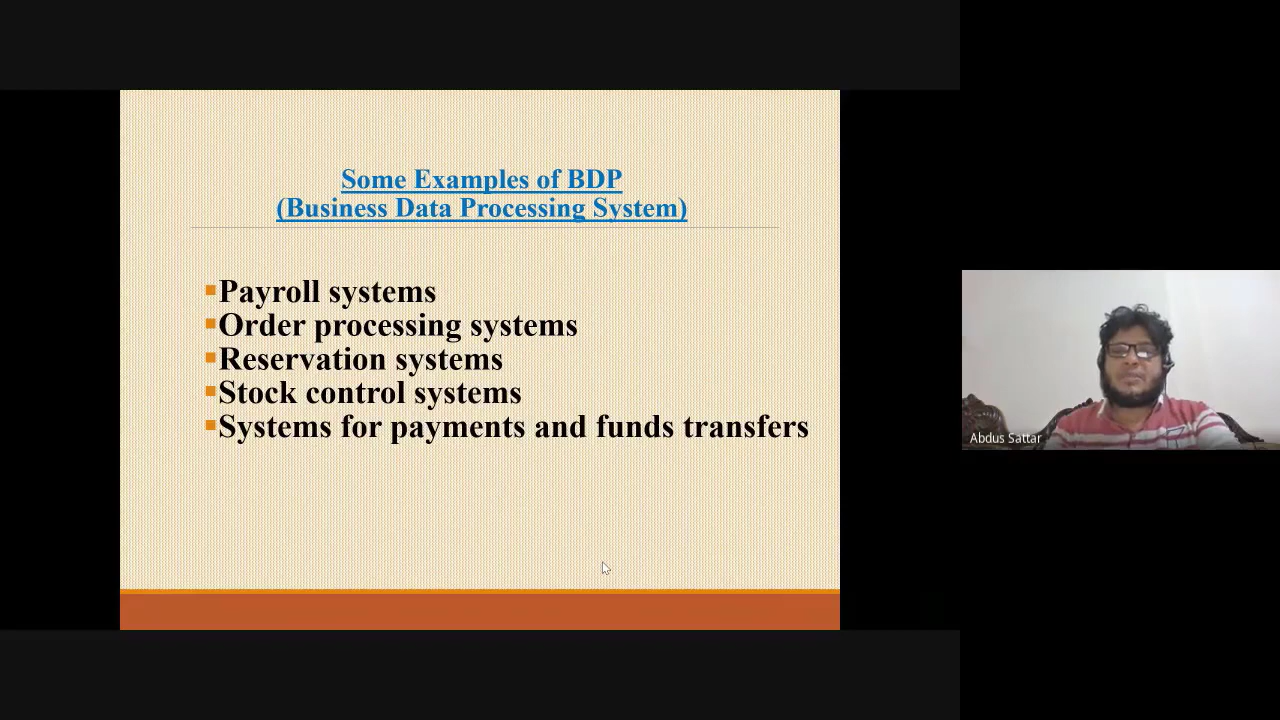 Some Examples of BDP
(Business Data Processing System)
Payroll systems
Order processing systems
Reservation systems
Stock control systems
Systems for payments and funds transfers
Abdus Sattar